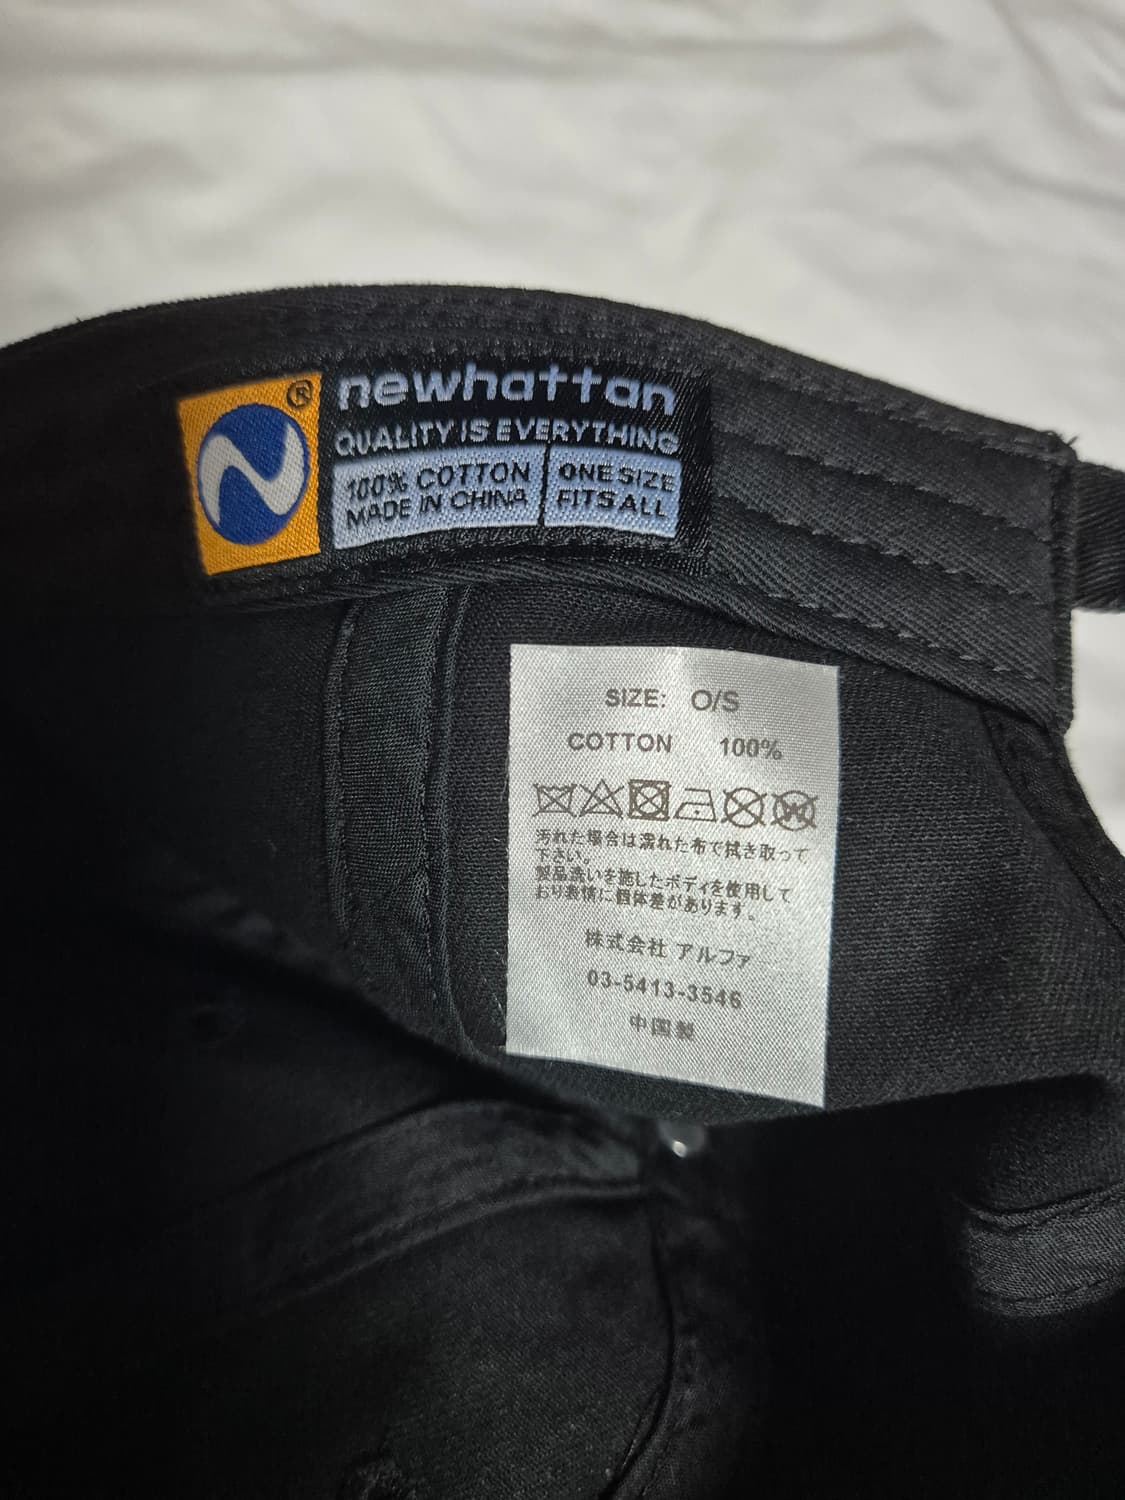 ®
newhattan
QUALITY IS EVERYTHING
100% COTTON
MADE IN CHINA
ONE SIZE
FITS ALL
SIZE: O/S
COTTON 100%
汚れた場合は濡れた布で拭き取って
下さい。
製品洗いを施したボディを使用して
おり表情に個体差があります。
株式会社 アルファ
03-5413-3546
中国製